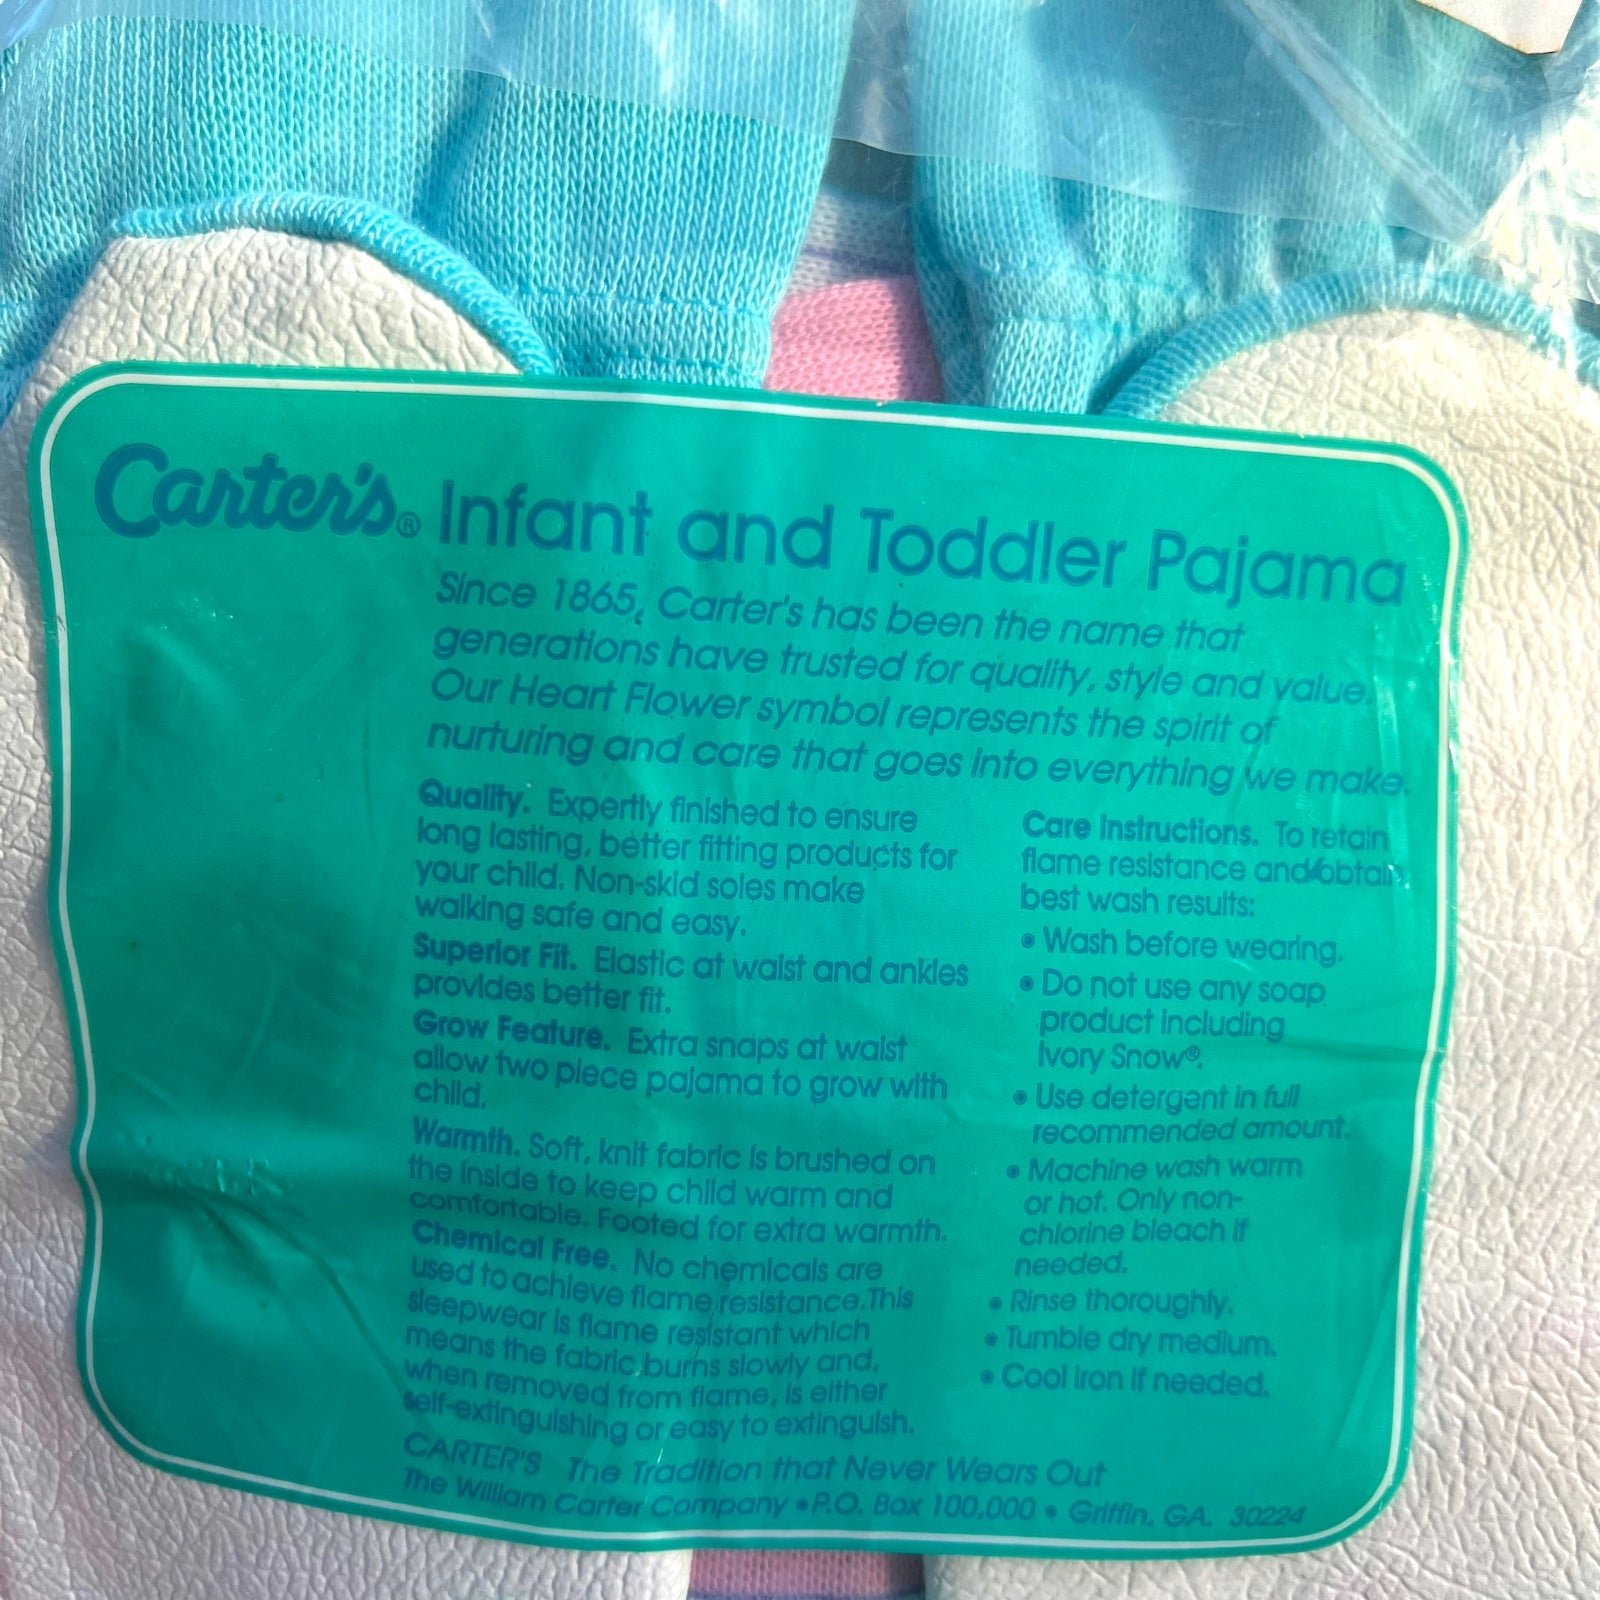 Carter's® Infant and Toddler Pajama
Since 1865, Carter's has been the name that
generations have trusted for quality, style and value.
Our Heart Flower symbol represents the spirit of
nurturing and care that goes into everything we make.
Quality. Expertly finished to ensure
long lasting, better fitting products for
your child. Non-skid soles make
walking safe and easy.
Superior Fit. Elastic at waist and ankles
provides better fit.
Grow Feature. Extra snaps at waist
allow two piece pajama to grow with
child.
Warmth. Soft, knit fabric is brushed on
the inside to keep child warm and
comfortable. Footed for extra warmth.
Chemical Free. No chemicals are
used to achieve flame resistance. This
sleepwear is flame resistant which
means the fabric burns slowly and,
when removed from flame, is either
self-extinguishing or easy to extinguish.
Care Instructions. To retain
flame resistance and obtain
best wash results:
• Wash before wearing.
• Do not use any soap
product including
Ivory Snow®.
• Use detergent in full
recommended amount.
• Machine wash warm
or hot. Only non-
chlorine bleach if
needed.
• Rinse thoroughly.
• Tumble dry medium.
• Cool iron if needed.
CARTER'S The Tradition that Never Wears Out
The William Carter Company • P.O. Box 100,000 • Griffin, GA. 30224